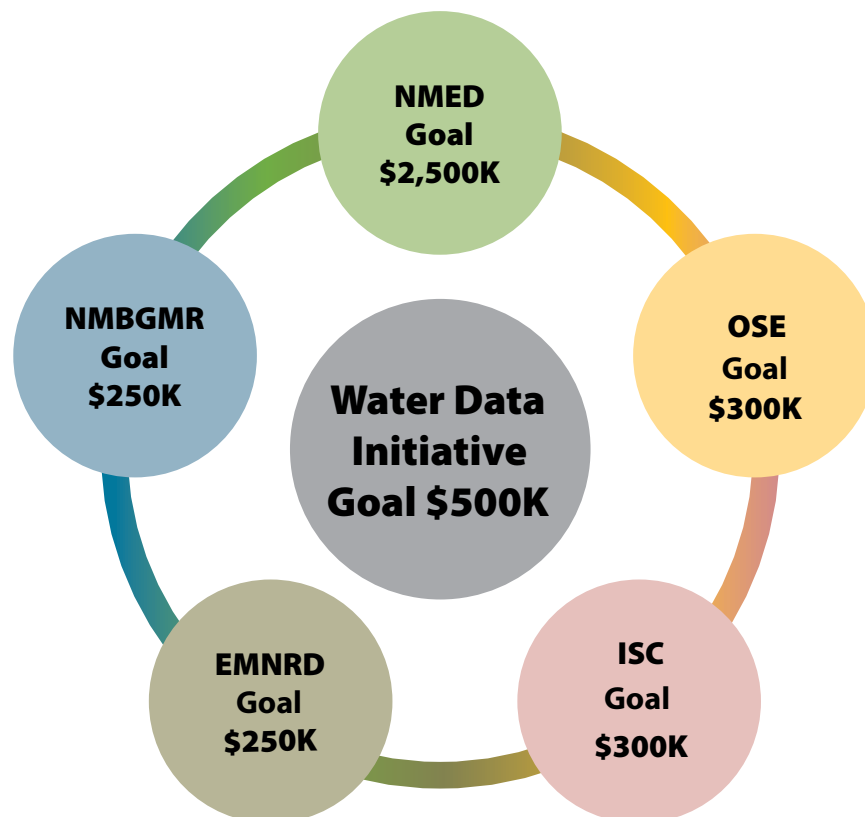 NMED
Goal
$2,500K
NMBGMR
Goal
$250K
OSE
Goal
$300K
Water Data
Initiative
Goal $500K
EMNRD
Goal
$250K
ISC
Goal
$300K